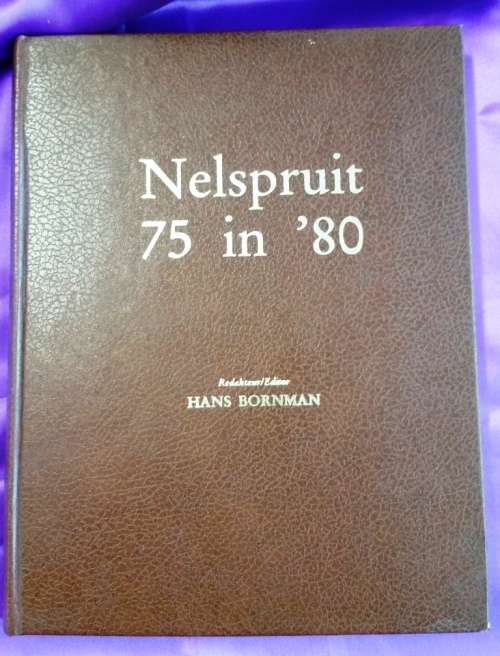 Nelspruit
75 in ’80
Redakteur/Editor
HANS BORNMAN